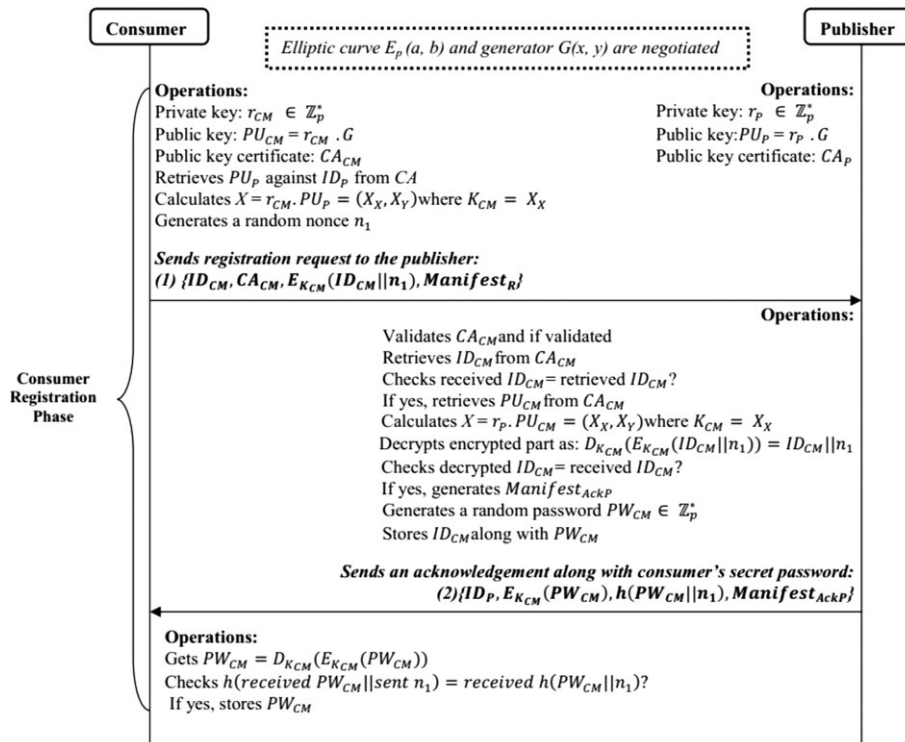 Consumer
Publisher
Elliptic curve E_p (a, b) and generator G(x, y) are negotiated
Operations:
Private key: r_CM ∈ ℤ*_p
Public key: PU_CM = r_CM . G
Public key certificate: CA_CM
Retrieves PU_P against ID_P from CA
Calculates X = r_CM. PU_P = (X_X, X_Y)where K_CM = X_X
Generates a random nonce n_1
Operations:
Private key: r_P ∈ ℤ*_p
Public key:PU_P = r_P . G
Public key certificate: CA_P
Sends registration request to the publisher:
(1) {ID_CM, CA_CM, E_K_CM(ID_CM||n_1), Manifest_R}
Consumer
Registration
Phase
Operations:
Validates CA_CM and if validated
Retrieves ID_CM from CA_CM
Checks received ID_CM = retrieved ID_CM?
If yes, retrieves PU_CM from CA_CM
Calculates X = r_P. PU_CM = (X_X, X_Y)where K_CM = X_X
Decrypts encrypted part as: D_K_CM(E_K_CM(ID_CM||n_1)) = ID_CM||n_1
Checks decrypted ID_CM = received ID_CM?
If yes, generates Manifest_AckP
Generates a random password PW_CM ∈ ℤ*_p
Stores ID_CM along with PW_CM
Sends an acknowledgement along with consumer's secret password:
(2){ID_P, E_K_CM(PW_CM), h(PW_CM||n_1), Manifest_AckP}
Operations:
Gets PW_CM = D_K_CM(E_K_CM(PW_CM))
Checks h(received PW_CM||sent n_1) = received h(PW_CM||n_1)?
If yes, stores PW_CM